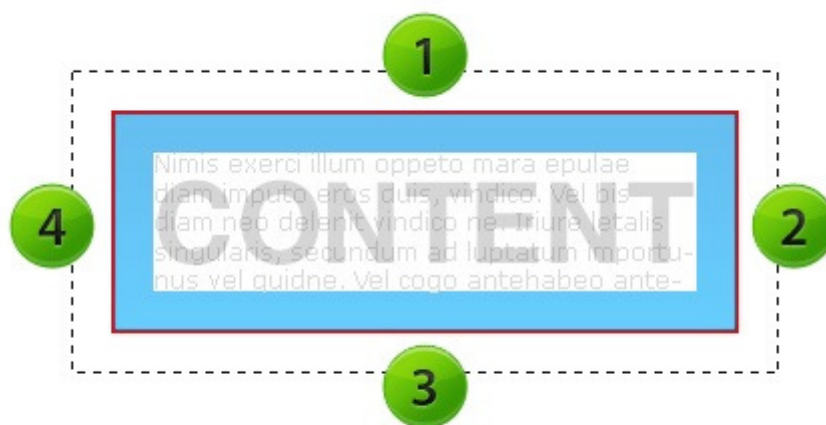 1
Nimis exerci illum oppeto mara epulae
diam imputo eros duis, vindico. Vel bis
CONTENT
diam neo delenit vindico ne iriure etalis
singularis, secundum ad luptatum importu-
nus vel quidne. Vel cogo antehabeo ante-
4
2
3